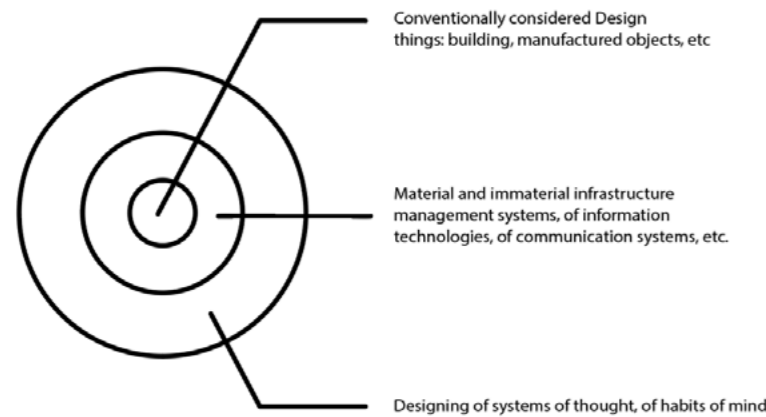 Conventionally considered Design
things: building, manufactured objects, etc
Material and immaterial infrastructure
management systems, of information
technologies, of communication systems, etc.
Designing of systems of thought, of habits of mind